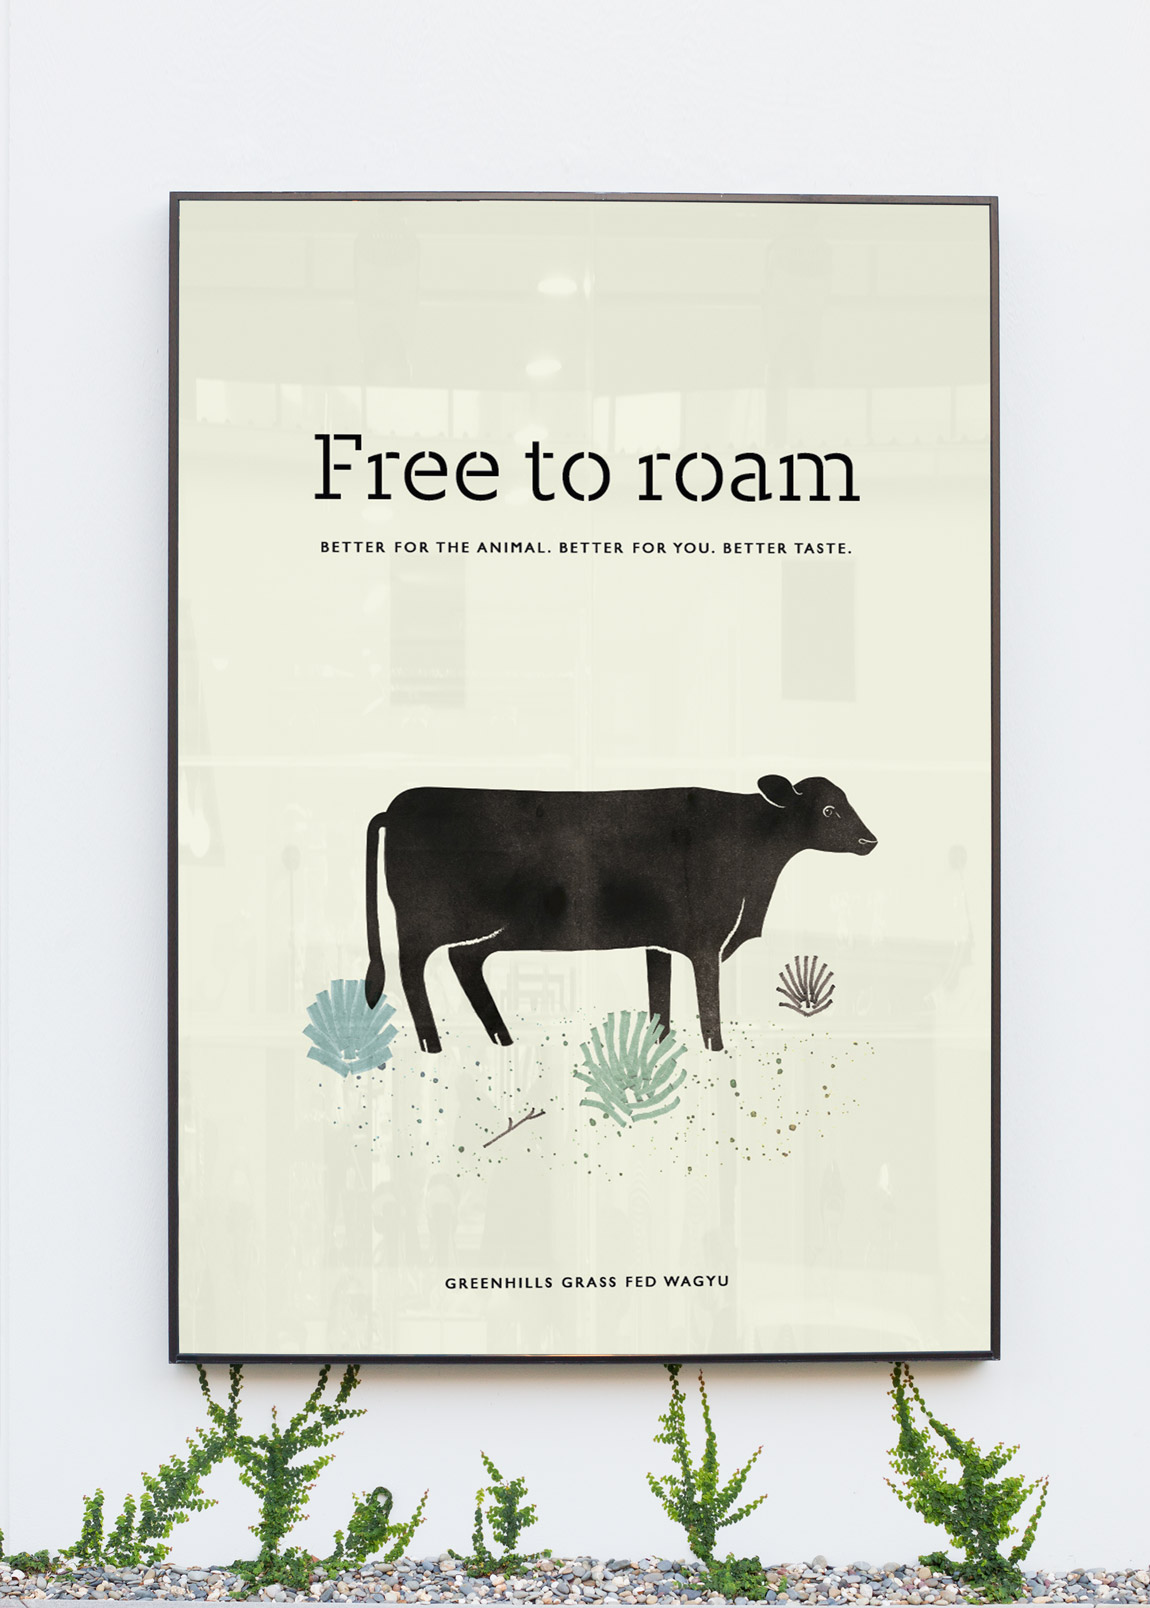 Free to roam
BETTER FOR THE ANIMAL. BETTER FOR YOU. BETTER TASTE.
GREENHILLS GRASS FED WAGYU